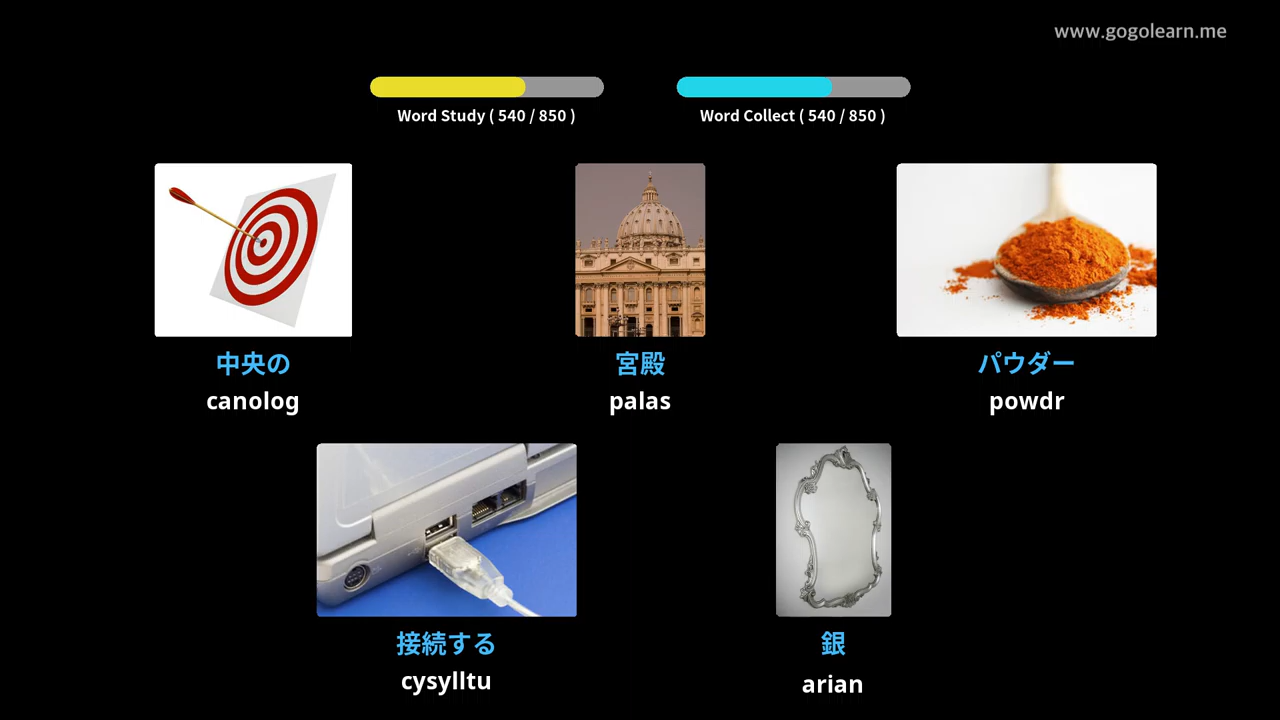 www.gogolearn.me
Word Study ( 540 / 850 )
Word Collect ( 540 / 850 )
中央の
canolog
宮殿
palas
パウダー
powdr
接続する
cysylltu
銀
arian